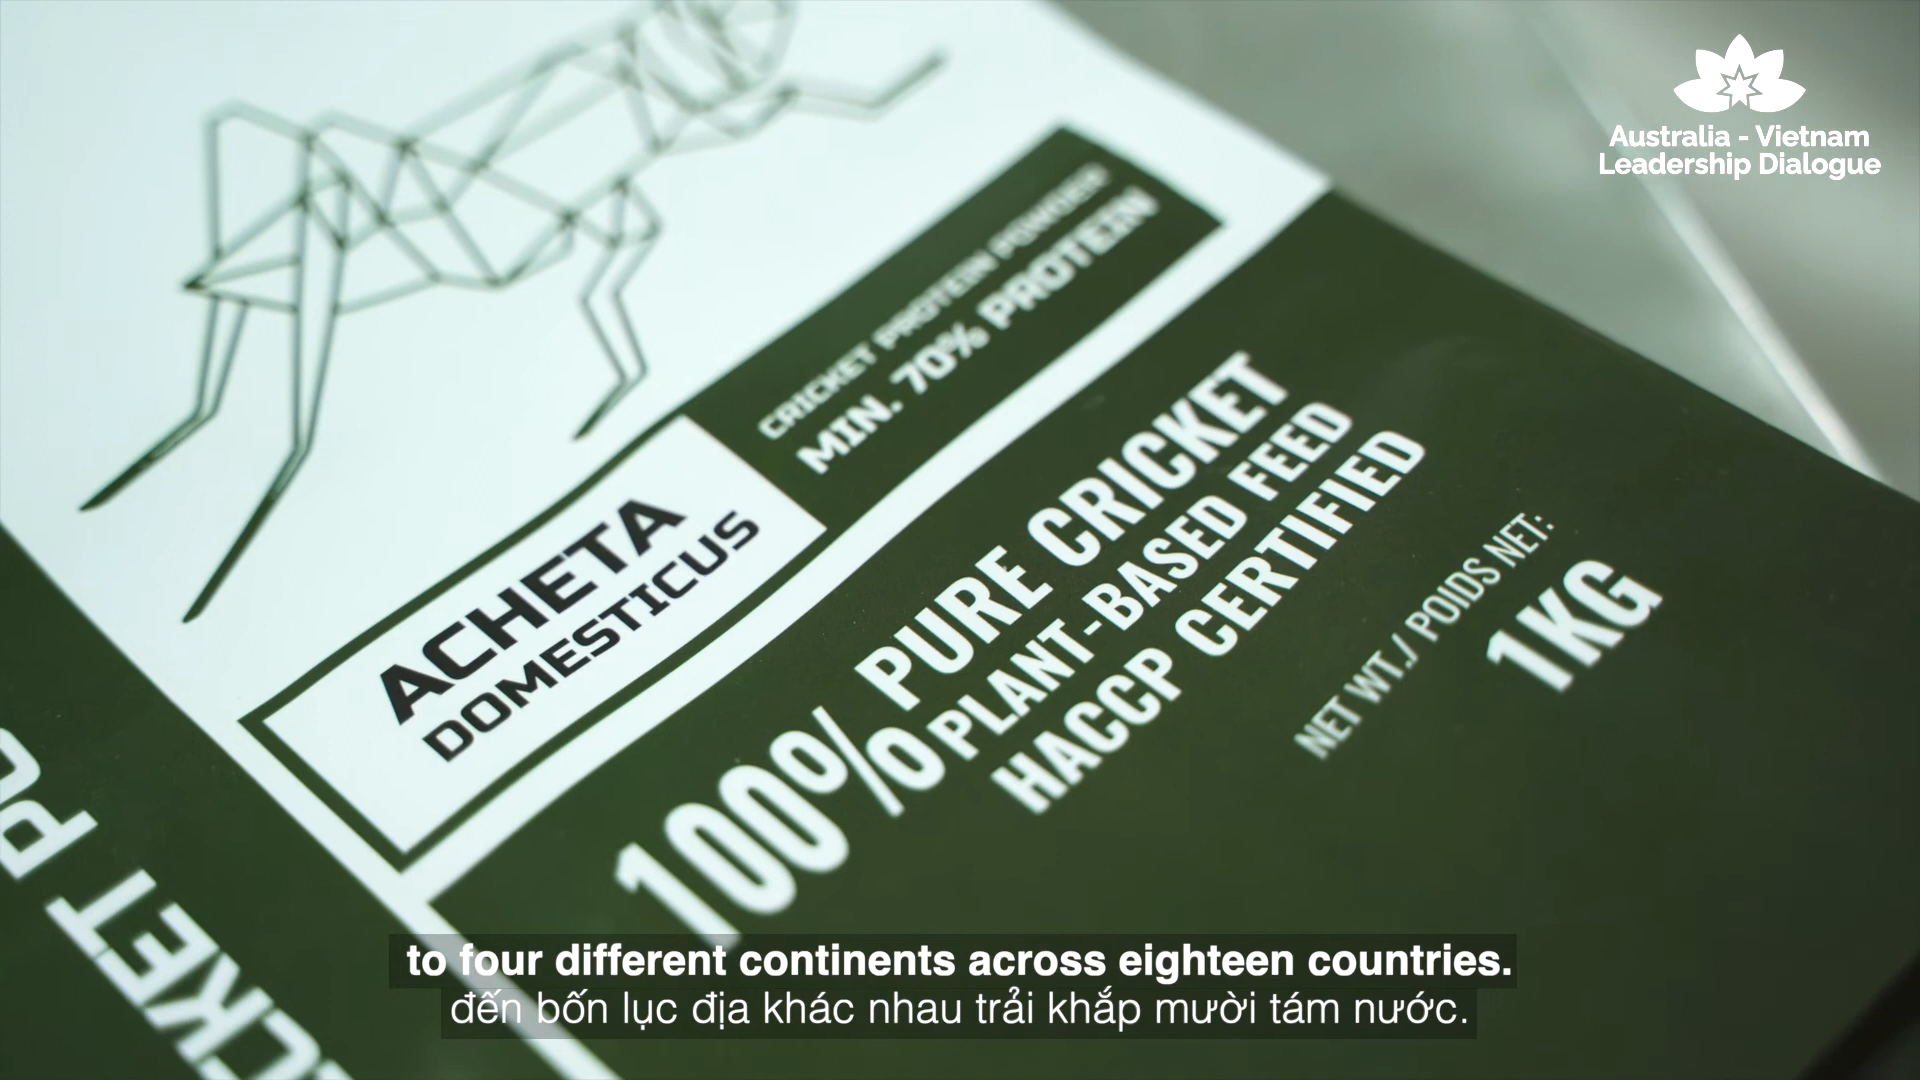 Australia - Vietnam
Leadership Dialogue
CRICKET PROTEIN POWDER
MIN. 70% PROTEIN
ACHETA
DOMESTICUS
100% PURE CRICKET
PLANT-BASED FEED
HACCP CERTIFIED
NET WT./ POIDS NET:
1KG
to four different continents across eighteen countries.
đến bốn lục địa khác nhau trải khắp mười tám nước.